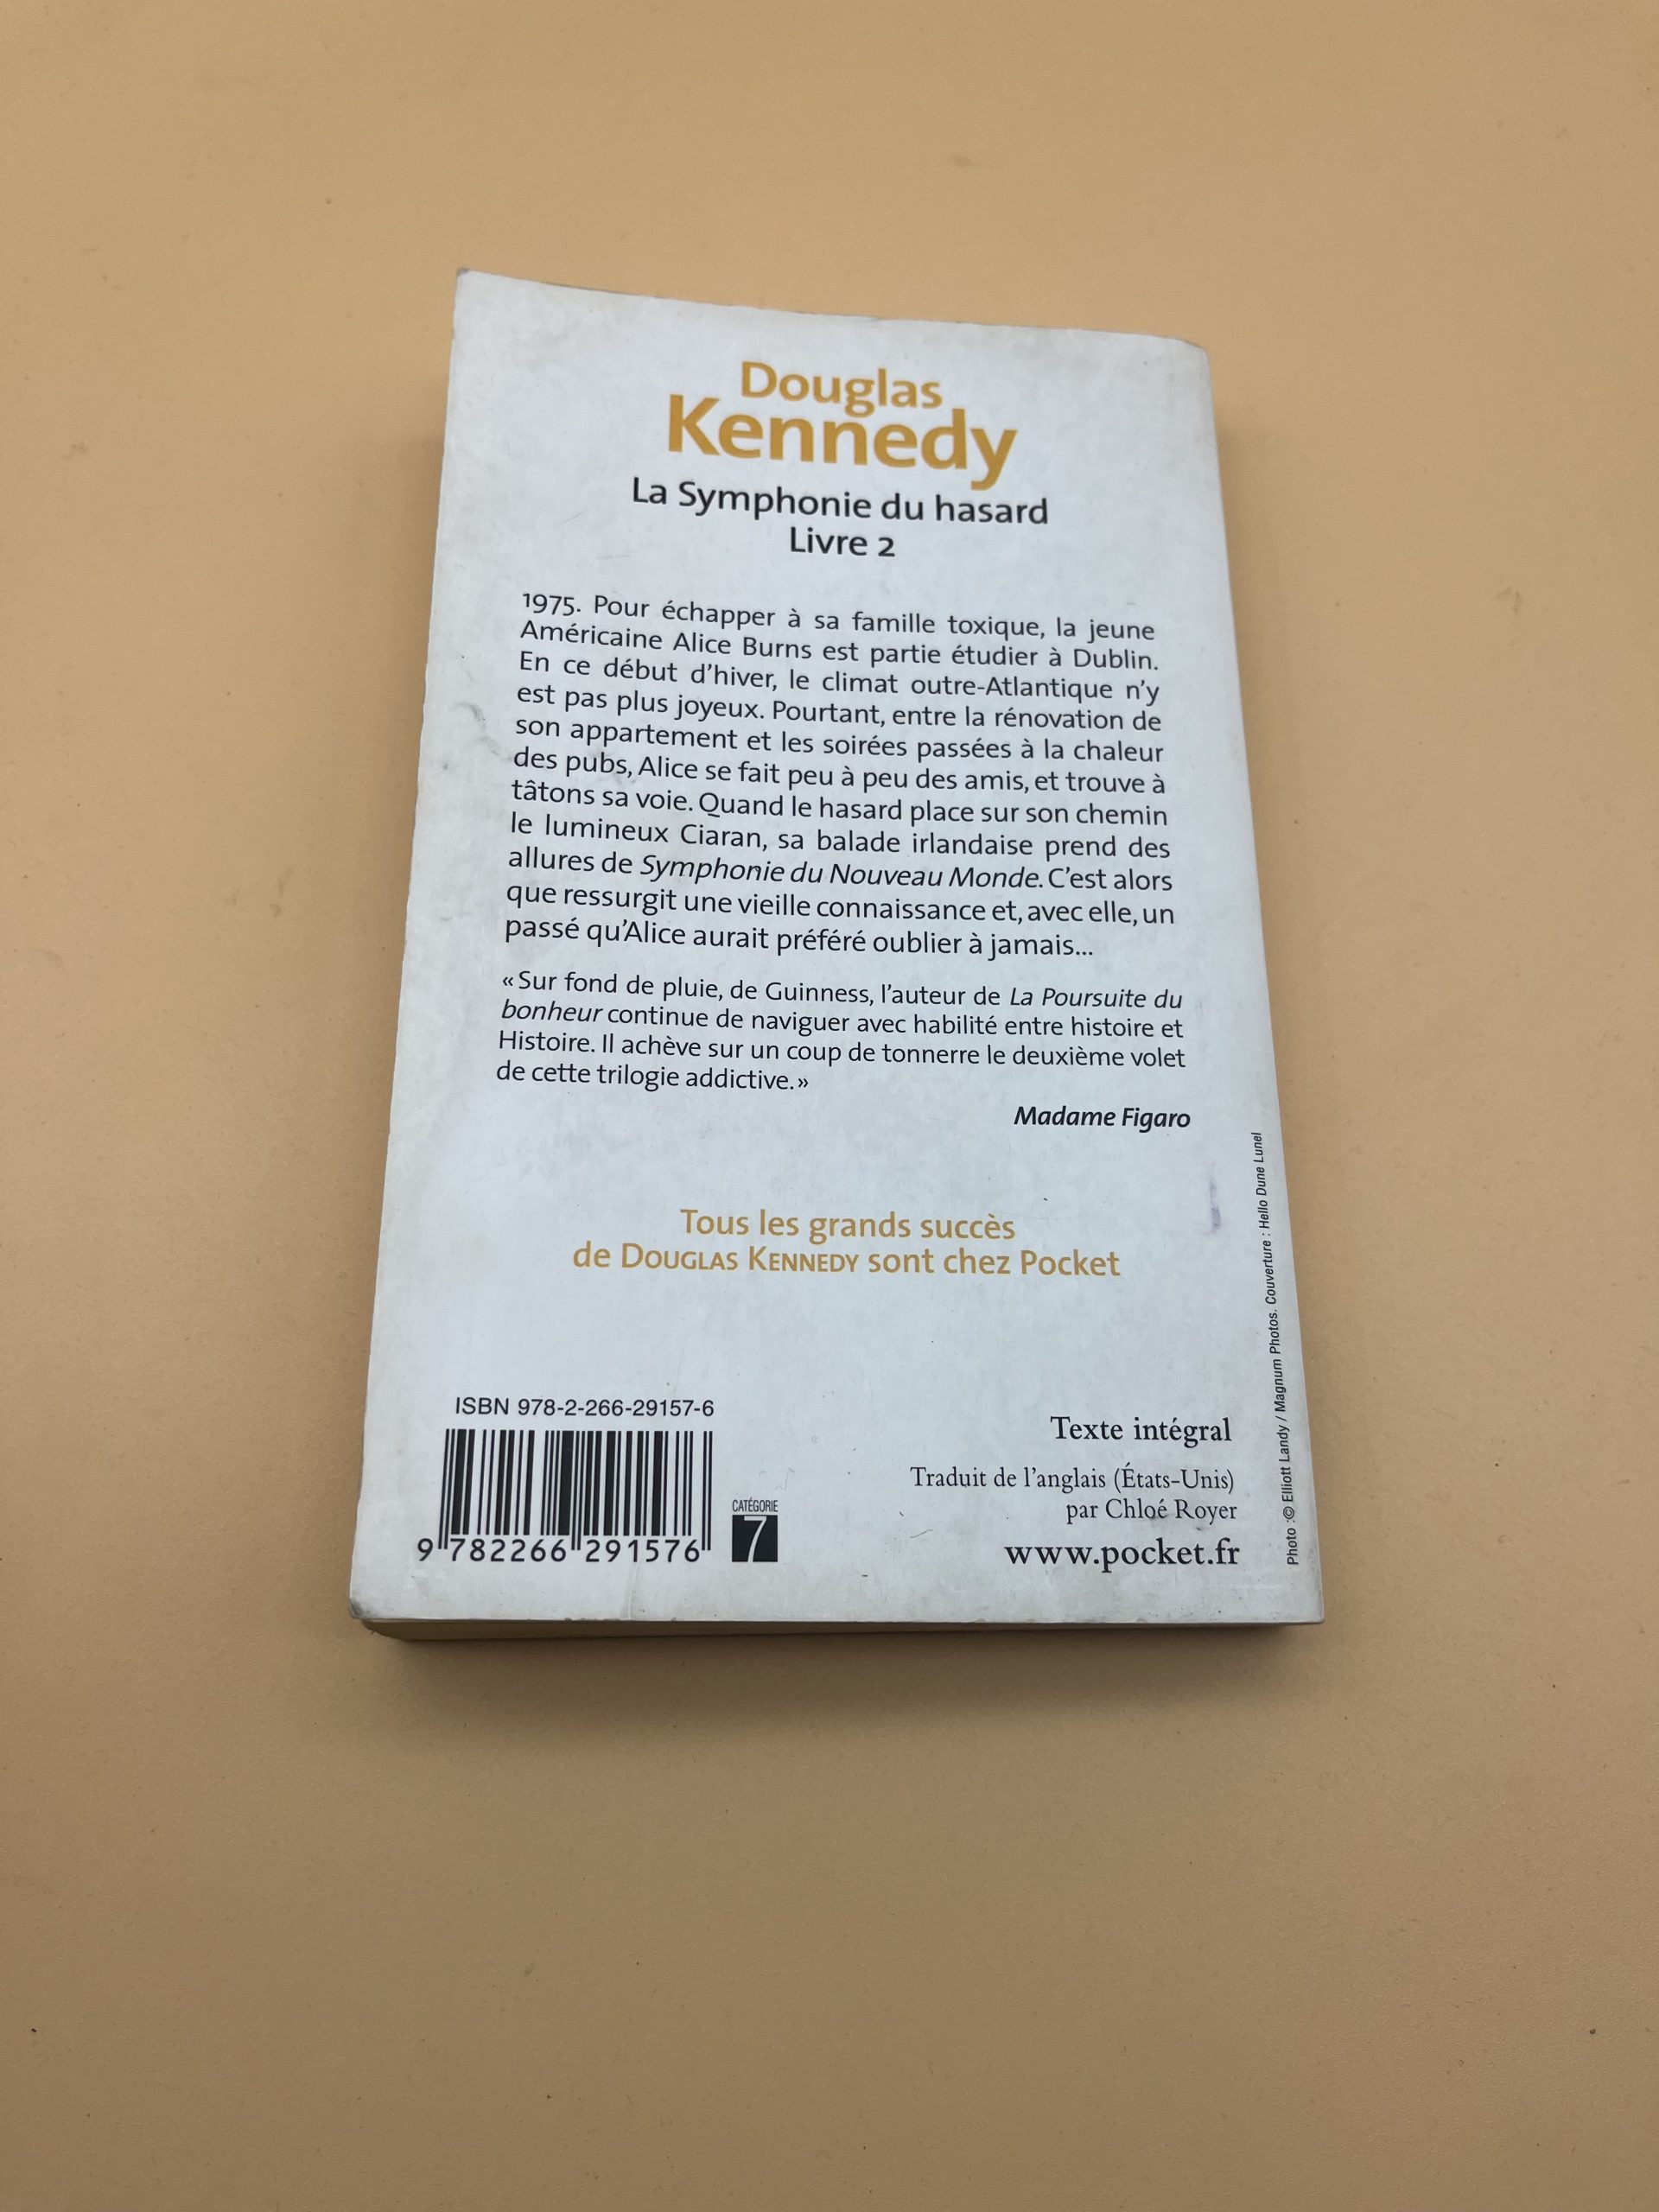 Douglas
Kennedy
La Symphonie du hasard
Livre 2
1975. Pour échapper à sa famille toxique, la jeune
Américaine Alice Burns est partie étudier à Dublin.
En ce début d’hiver, le climat outre-Atlantique n’y
est pas plus joyeux. Pourtant, entre la rénovation de
son appartement et les soirées passées à la chaleur
des pubs, Alice se fait peu à peu des amis, et trouve à
tâtons sa voie. Quand le hasard place sur son chemin
le lumineux Ciaran, sa balade irlandaise prend des
allures de Symphonie du Nouveau Monde. C’est alors
que ressurgit une vieille connaissance et, avec elle, un
passé qu’Alice aurait préféré oublier à jamais...
« Sur fond de pluie, de Guinness, l’auteur de La Poursuite du
bonheur continue de naviguer avec habilité entre histoire et
Histoire. Il achève sur un coup de tonnerre le deuxième volet
de cette trilogie addictive. »
Madame Figaro
Tous les grands succès
de DOUGLAS KENNEDY sont chez Pocket
ISBN 978-2-266-29157-6
9 782266 291576
CATÉGORIE
7
Texte intégral
Traduit de l’anglais (États-Unis)
par Chloé Royer
www.pocket.fr
Photo :© Elliott Landy / Magnum Photos. Couverture : Hello Dune Lunel